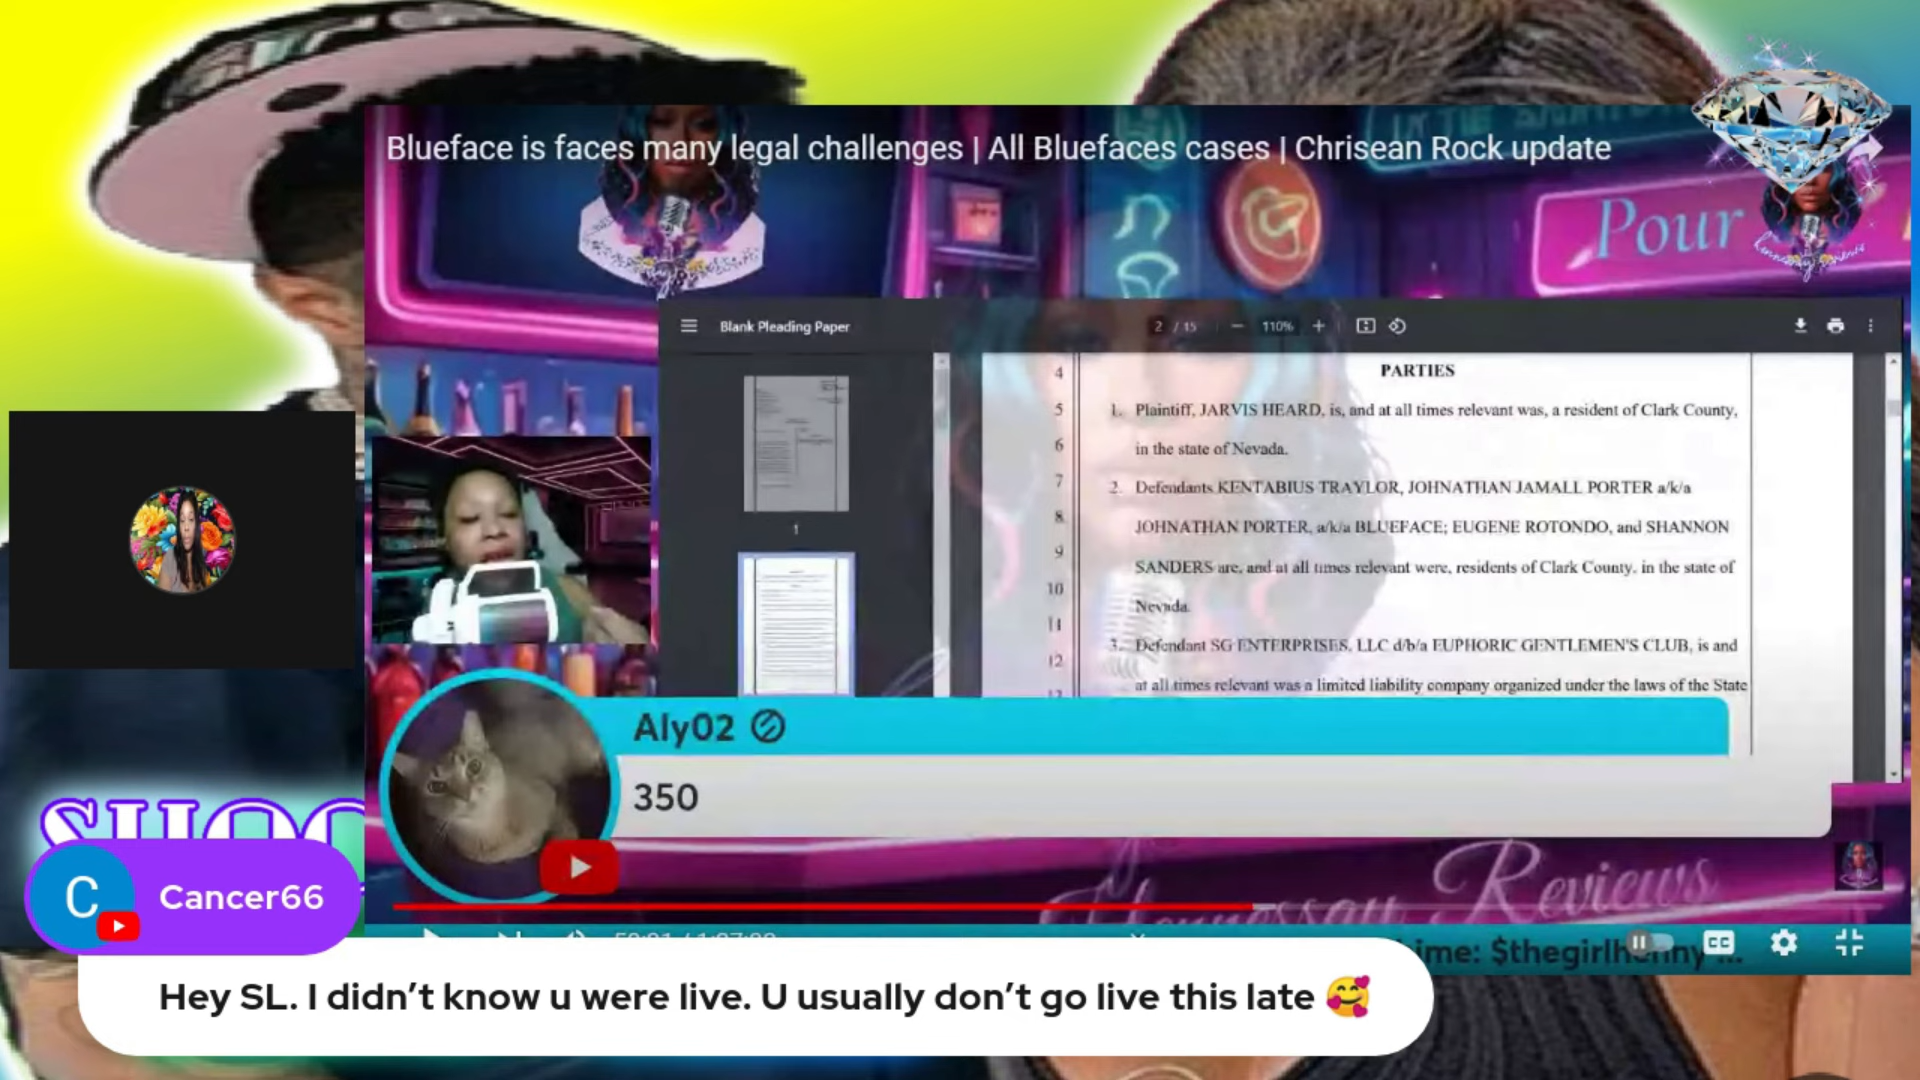 Blueface is faces many legal challenges | All Bluefaces cases | Chrisean Rock update
Pour
Blank Pleading Paper
2 / 15
110%
4
PARTIES
5
1. Plaintiff, JARVIS HEARD, is, and at all times relevant was, a resident of Clark County,
6
in the state of Nevada.
7
2. Defendants KENTABIUS TRAYLOR, JOHNATHAN JAMALL PORTER a/k/a
8
JOHNATHAN PORTER, a/k/a BLUEFACE; EUGENE ROTONDO, and SHANNON
9
SANDERS are, and at all times relevant were, residents of Clark County, in the state of
10
Nevada.
11
3. Defendant SG ENTERPRISES, LLC d/b/a EUPHORIC GENTLEMEN'S CLUB, is and
12
at all times relevant was a limited liability company organized under the laws of the State
1
Aly02
350
C
Cancer66
Reviews
CC
Hey SL. I didn't know u were live. U usually don't go live this late 🥰